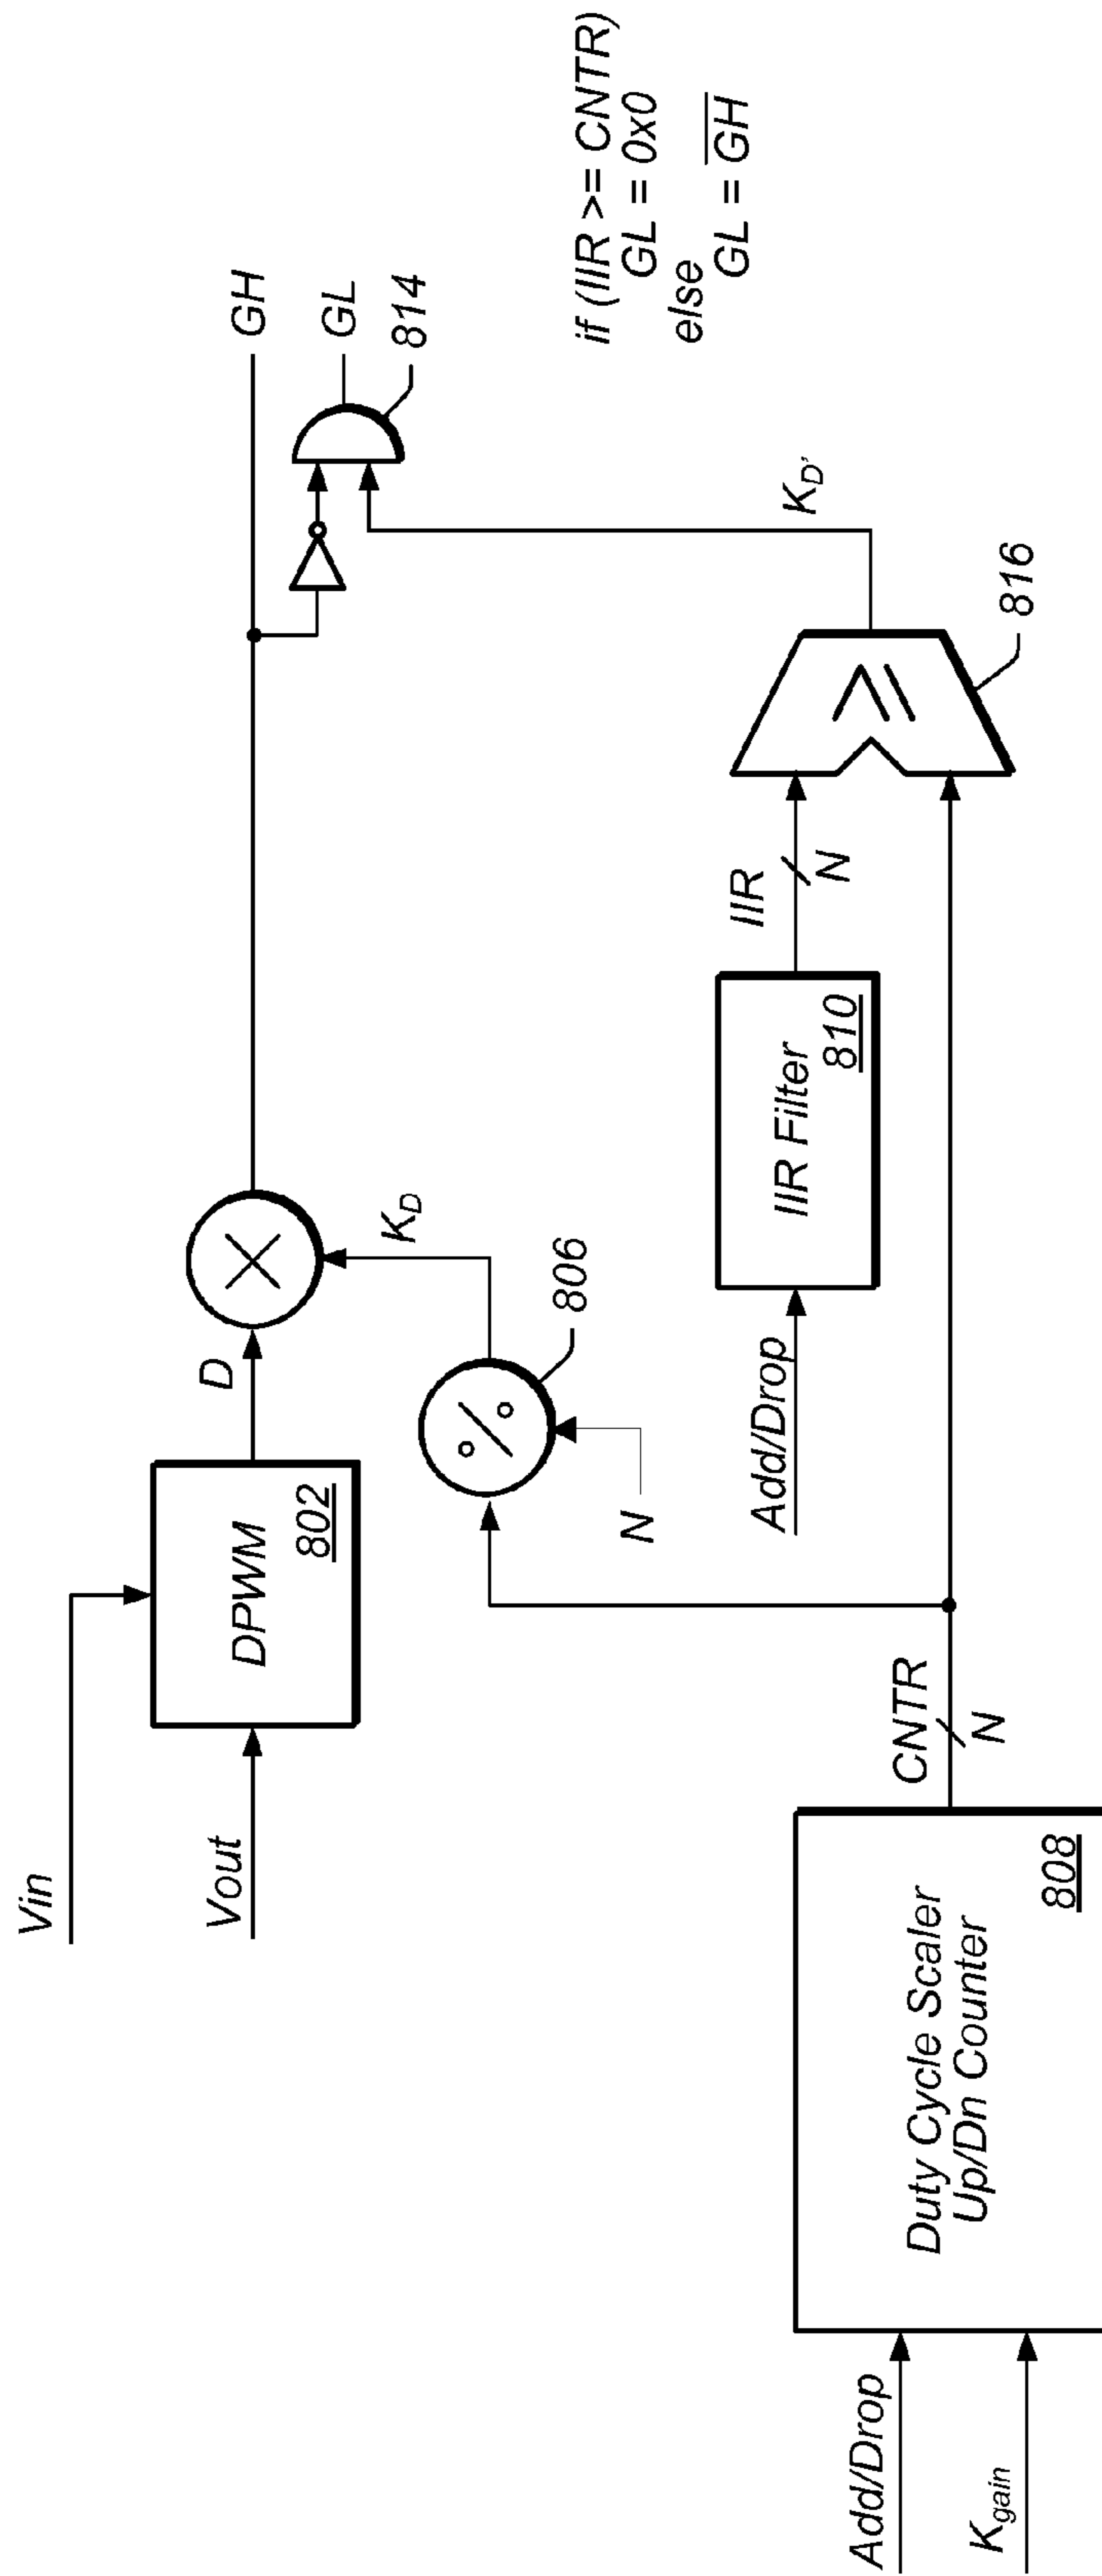 Vin
Vout
DPWM
802
D
×
GH
GL
814
K_D
%
806
N
if (IIR >= CNTR)
GL = 0x0
else
GL = G̅H̅
K_D'
Add/Drop
IIR Filter
810
IIR
N
≥
816
Add/Drop
K_gain
Duty Cycle Scaler
Up/Dn Counter
808
CNTR
N